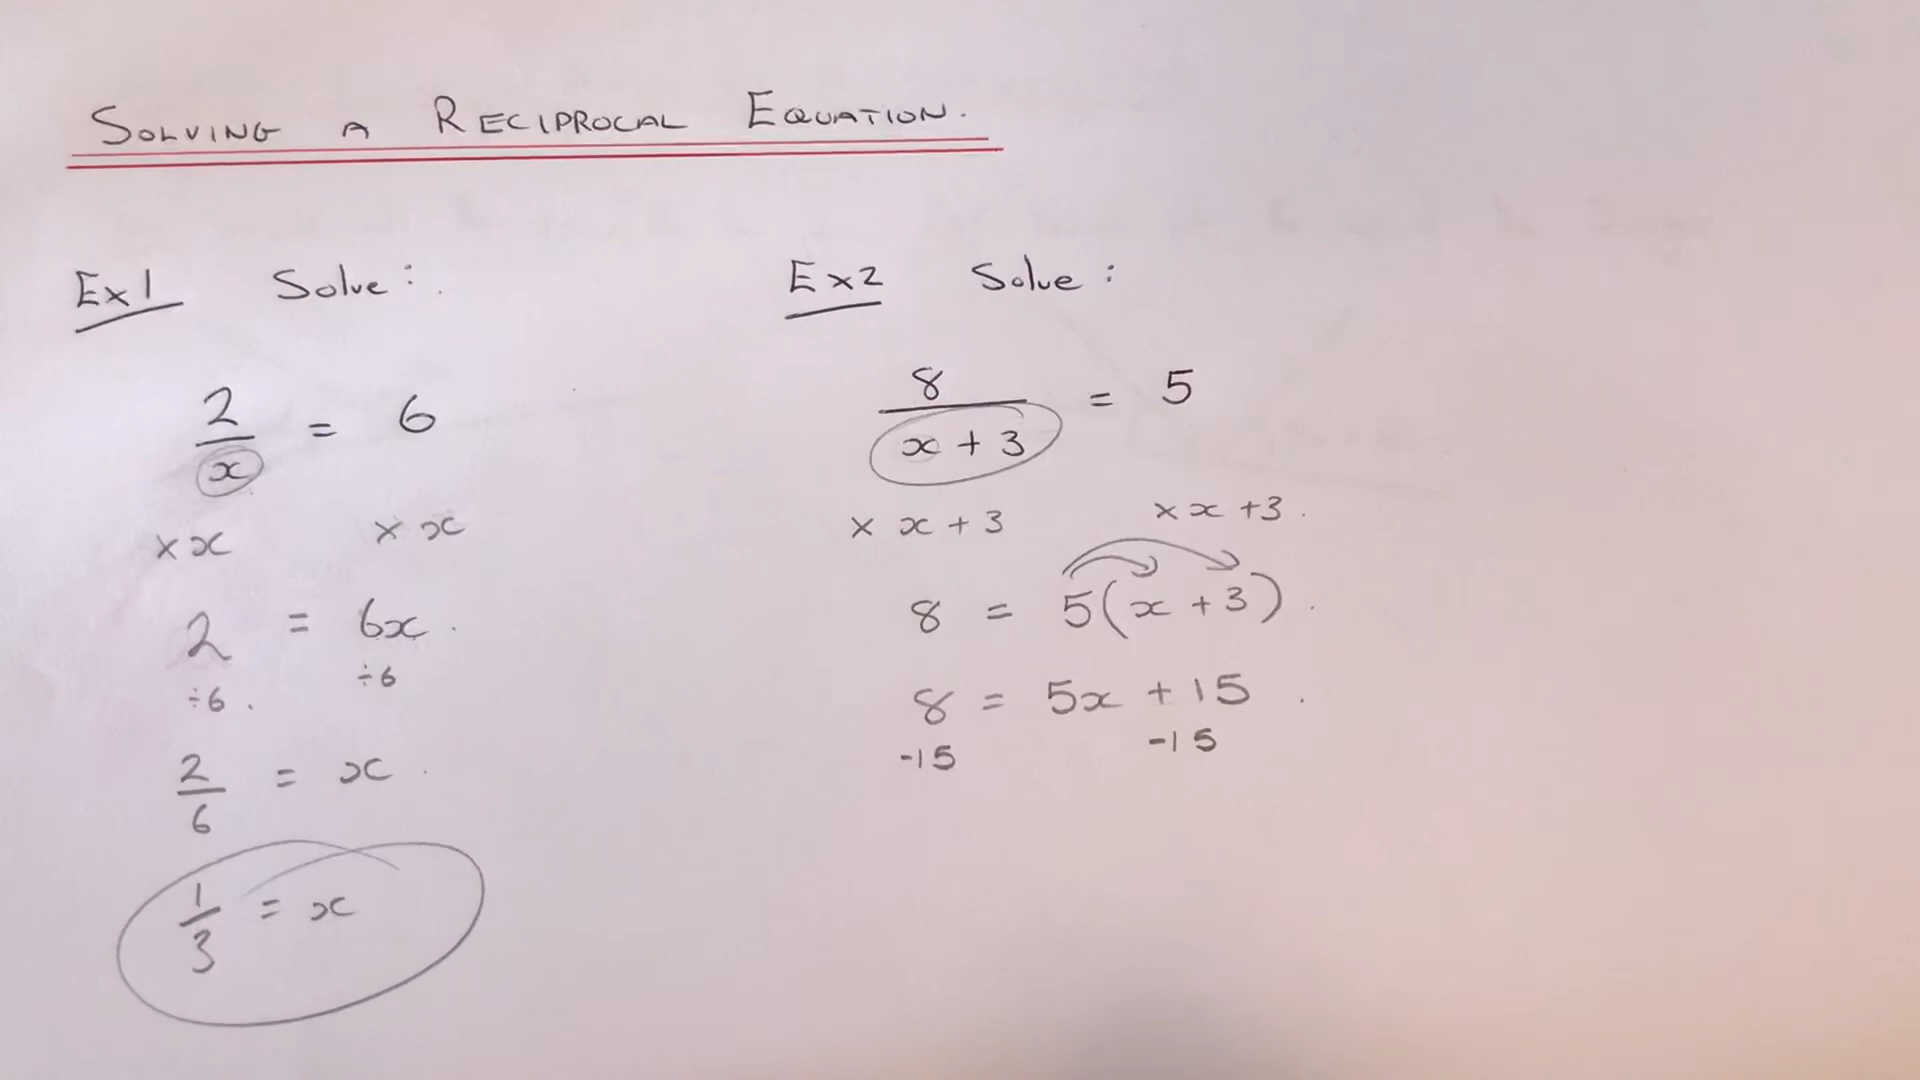 SOLVING A RECIPROCAL EQUATION.
Ex1 Solve:
2/x = 6
×x ×x
2 = 6x
÷6 ÷6
2/6 = x
1/3 = x
Ex2 Solve:
8/(x + 3) = 5
× x + 3 × x + 3
8 = 5(x + 3)
8 = 5x + 15
-15 -15